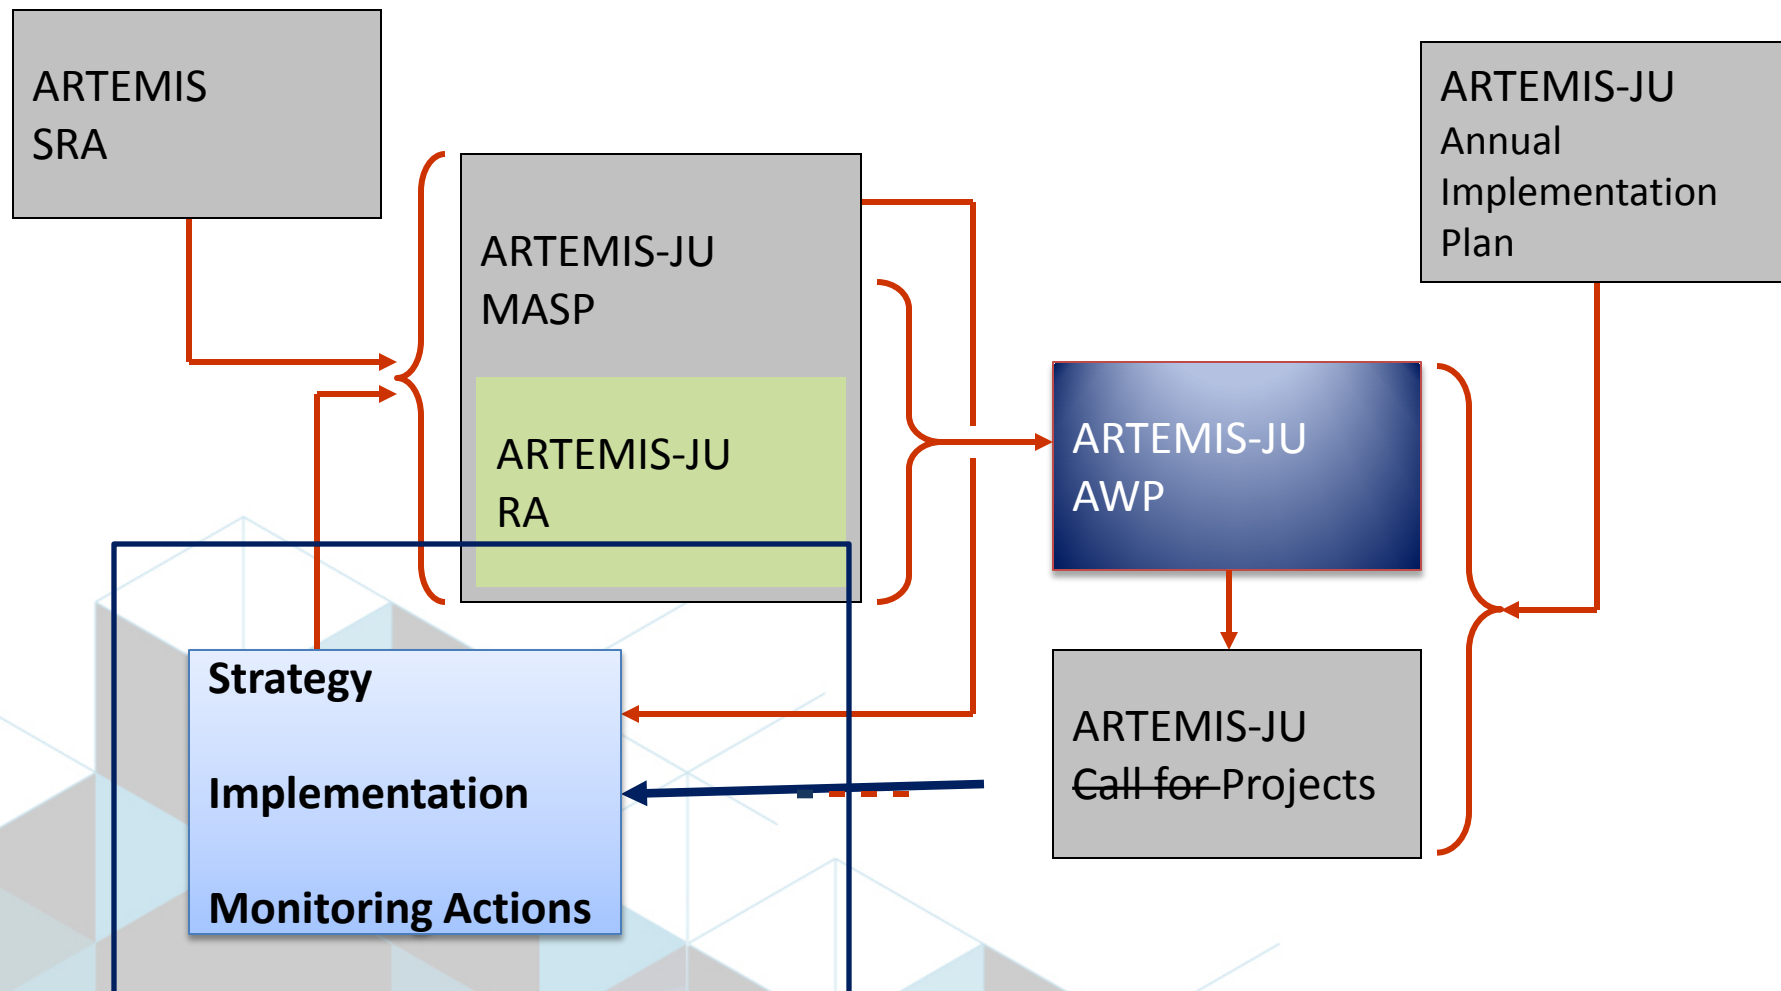 ARTEMIS
SRA
ARTEMIS-JU
MASP
ARTEMIS-JU
RA
Strategy
Implementation
Monitoring Actions
ARTEMIS-JU
AWP
ARTEMIS-JU
Call for Projects
ARTEMIS-JU
Annual
Implementation
Plan